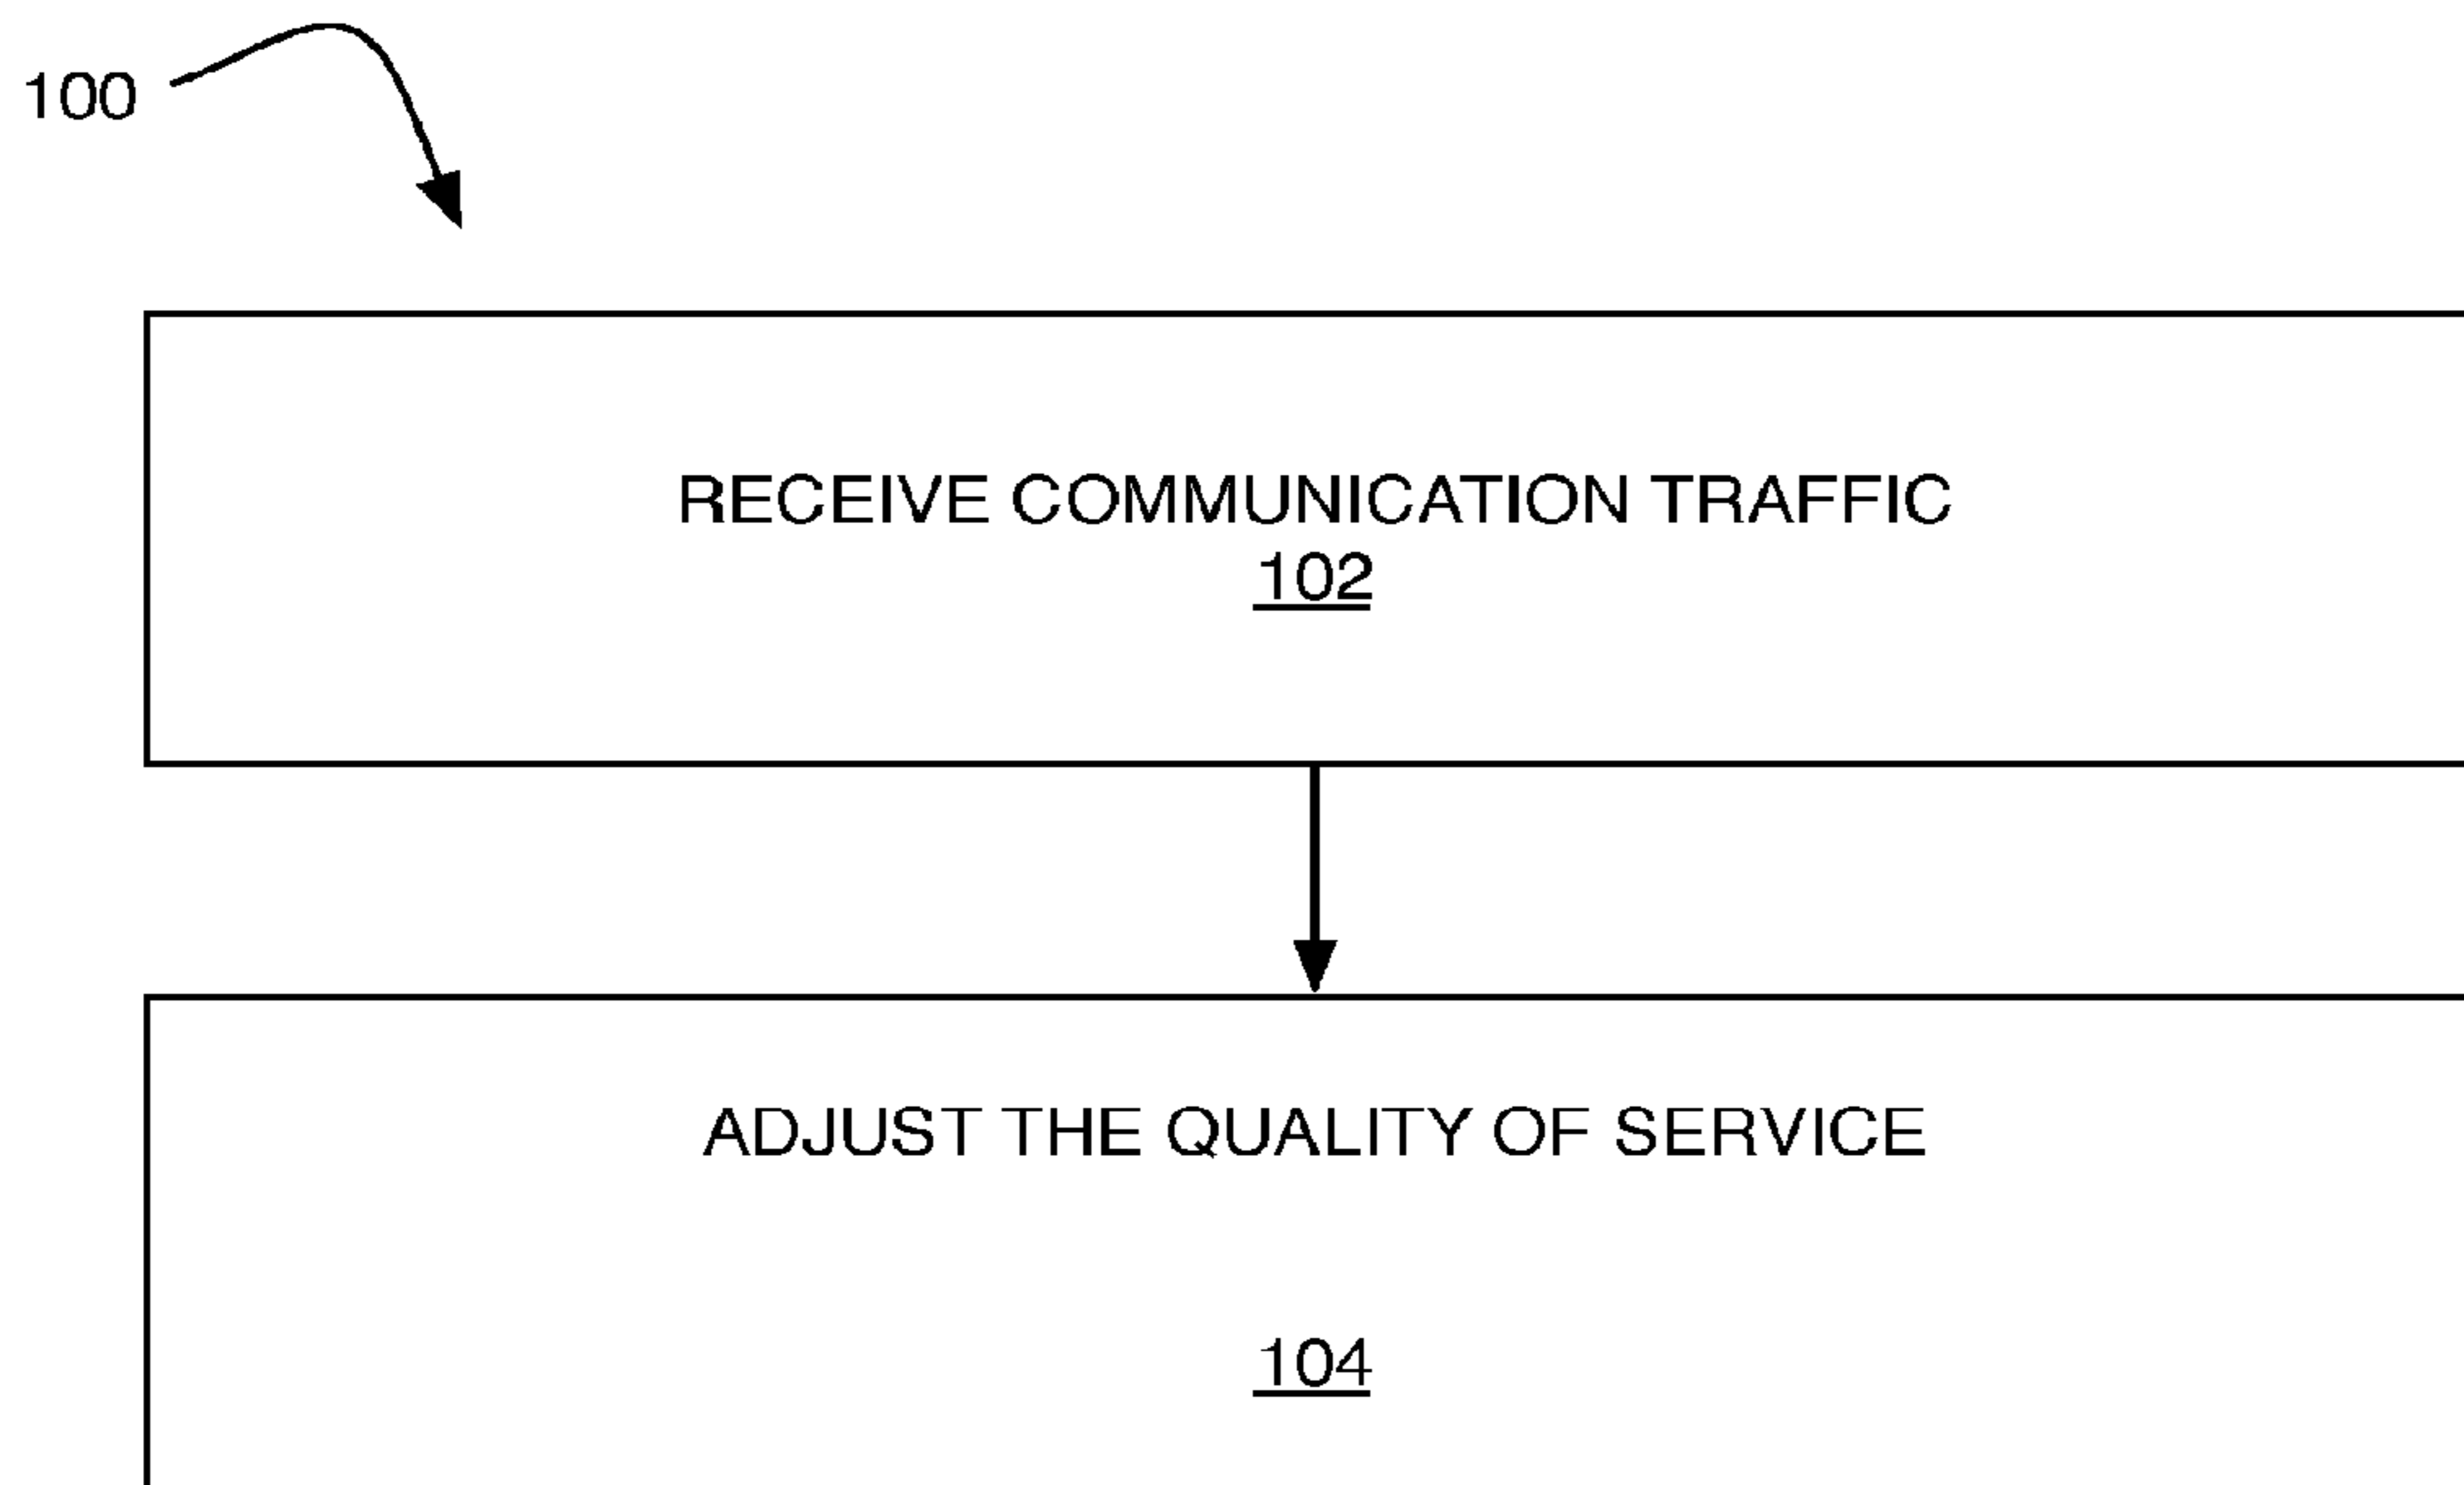 100
RECEIVE COMMUNICATION TRAFFIC
102
ADJUST THE QUALITY OF SERVICE
104